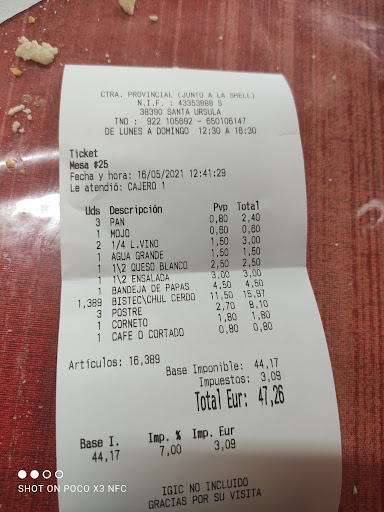 CTRA. PROVINCIAL (JUNTO A LA SHELL)
N.I.F. : 43353888 S
38390 SANTA URSULA
TNO : 922 105692 - 650106147
DE LUNES A DOMINGO 12:30 A 16:30
Ticket
Mesa #25
Fecha y hora: 16/05/2021 12:41:29
Le atendió: CAJERO 1
Uds Descripción Pvp Total
3 PAN 0,80 2,40
1 MOJO 0,60 0,60
2 1/4 L.VINO 1,50 3,00
1 AGUA GRANDE 1,50 1,50
1 1\2 QUESO BLANCO 2,50 2,50
1 1\2 ENSALADA 3,00 3,00
1 BANDEJA DE PAPAS 4,50 4,50
1,389 BISTEC\CHUL CERDO 11,50 15,97
3 POSTRE 2,70 8,10
1 CORNETO 1,80 1,80
1 CAFE O CORTADO 0,80 0,80
Artículos: 16,389
Base Imponible: 44,17
Impuestos: 3,09
Total Eur: 47,26
Base I. Imp. % Imp. Eur
44,17 7,00 3,09
IGIC NO INCLUIDO
GRACIAS POR SU VISITA
SHOT ON POCO X3 NFC